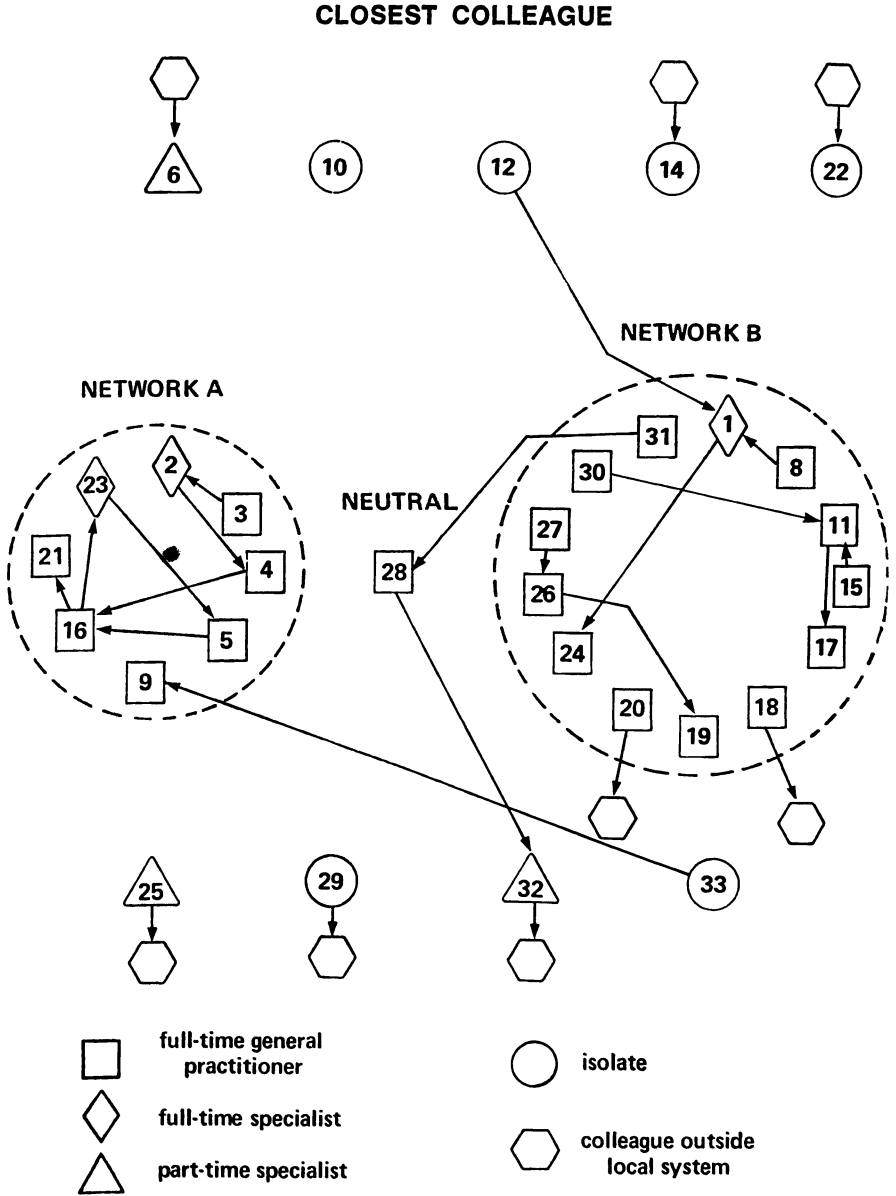 CLOSEST COLLEAGUE
6
10
12
14
22
NETWORK B
NETWORK A
1
31
8
30
2
23
3
NEUTRAL
27
11
21
4
28
26
15
16
5
24
17
9
20
19
18
25
29
32
33
full-time general
practitioner
isolate
full-time specialist
colleague outside
local system
part-time specialist